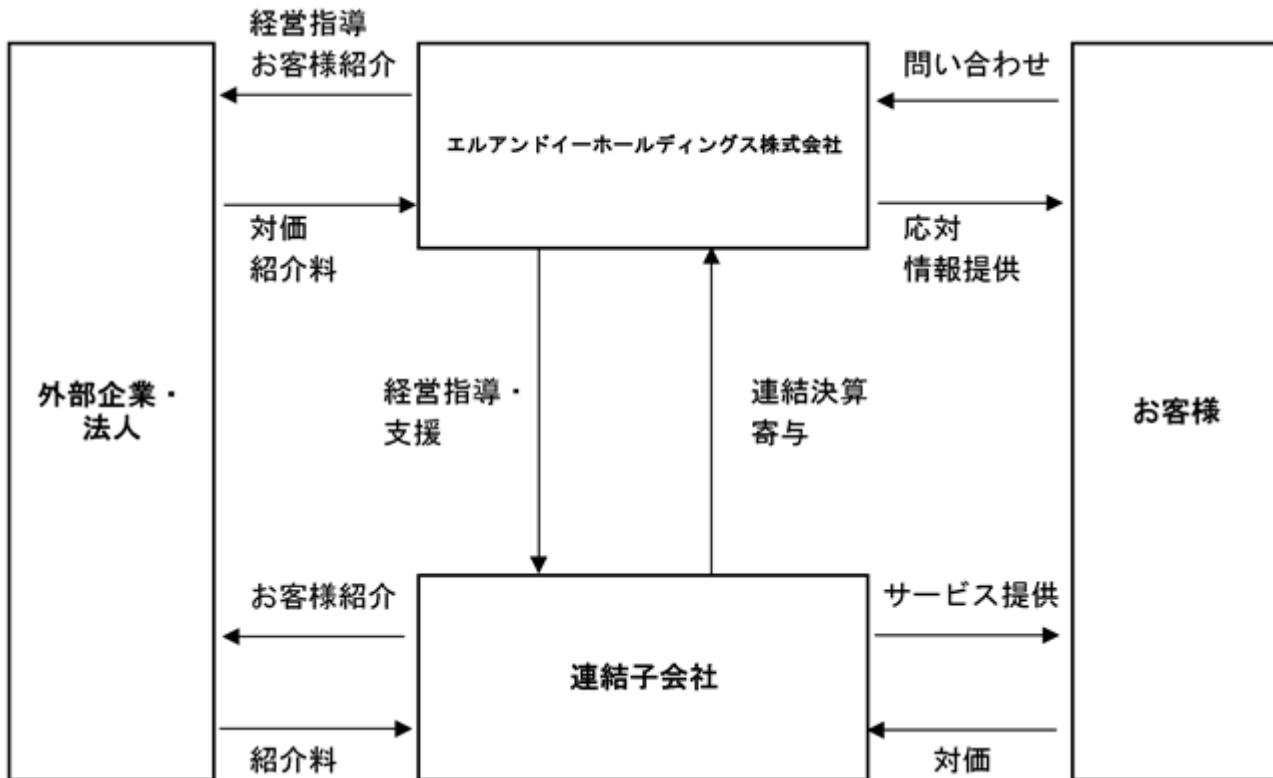 経営指導
お客様紹介
問い合わせ
エルアンドイーホールディングス株式会社
対価
紹介料
応対
情報提供
外部企業・
法人
経営指導・
支援
連結決算
寄与
お客様
お客様紹介
サービス提供
連結子会社
紹介料
対価